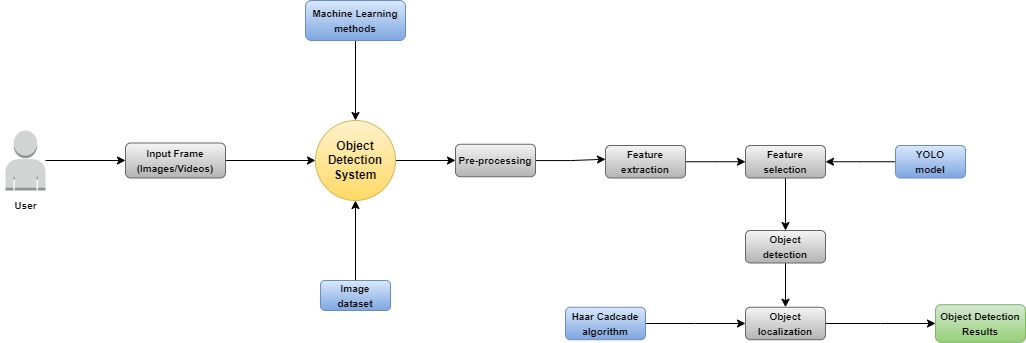 Machine Learning
methods
User
Input Frame
(Images/Videos)
Object
Detection
System
Pre-processing
Feature
extraction
Feature
selection
YOLO
model
Object
detection
Image
dataset
Haar Cadcade
algorithm
Object
localization
Object Detection
Results